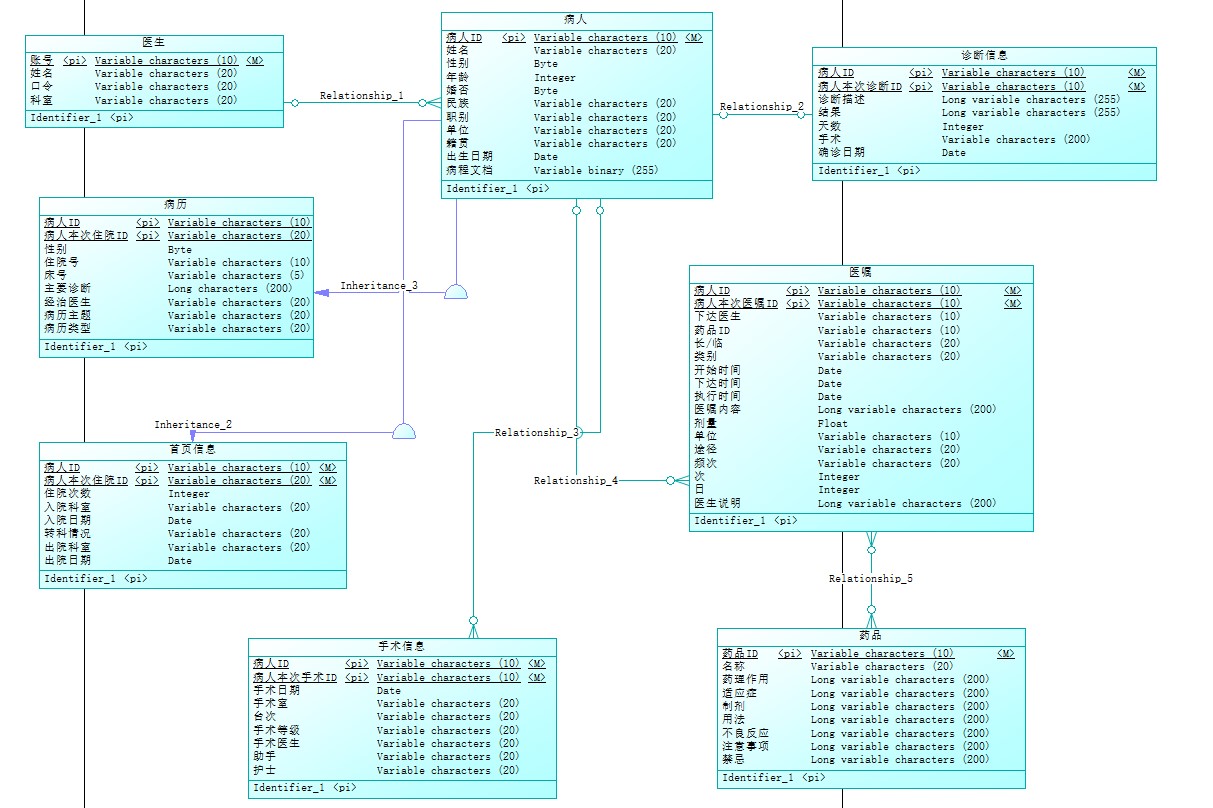 医生
账号 <pi> Variable characters (10) <M>
姓名 Variable characters (20)
口令 Variable characters (20)
科室 Variable characters (20)
Identifier_1 <pi>
Relationship_1
病人
病人ID <pi> Variable characters (10) <M>
姓名 Variable characters (20)
性别 Byte
年龄 Integer
婚否 Byte
民族 Variable characters (20)
职别 Variable characters (20)
单位 Variable characters (20)
籍贯 Variable characters (20)
出生日期 Date
病程文档 Variable binary (255)
Identifier_1 <pi>
Relationship_2
诊断信息
病人ID <pi> Variable characters (10) <M>
病人本次诊断ID <pi> Variable characters (10) <M>
诊断描述 Long variable characters (255)
结果 Long variable characters (255)
天数 Integer
手术 Variable characters (200)
确诊日期 Date
Identifier_1 <pi>
病历
病人ID <pi> Variable characters (10)
病人本次住院ID <pi> Variable characters (20)
性别 Byte
住院号 Variable characters (10)
床号 Variable characters (5)
主要诊断 Long characters (200)
经治医生 Variable characters (20)
病历主题 Variable characters (20)
病历类型 Variable characters (20)
Identifier_1 <pi>
Inheritance_3
医嘱
病人ID <pi> Variable characters (10) <M>
病人本次医嘱ID <pi> Variable characters (10) <M>
下达医生 Variable characters (10)
药品ID Variable characters (10)
长/临 Variable characters (20)
类别 Variable characters (20)
开始时间 Date
下达时间 Date
执行时间 Date
医嘱内容 Long variable characters (200)
剂量 Float
单位 Variable characters (10)
途径 Variable characters (20)
频次 Variable characters (20)
次 Integer
日 Integer
医生说明 Long variable characters (200)
Identifier_1 <pi>
Inheritance_2
首页信息
病人ID <pi> Variable characters (10) <M>
病人本次住院ID <pi> Variable characters (20) <M>
住院次数 Integer
入院科室 Variable characters (20)
入院日期 Date
转科情况 Variable characters (20)
出院科室 Variable characters (20)
出院日期 Date
Identifier_1 <pi>
Relationship_3
Relationship_4
Relationship_5
手术信息
病人ID <pi> Variable characters (10) <M>
病人本次手术ID <pi> Variable characters (10) <M>
手术日期 Date
手术室 Variable characters (20)
台次 Variable characters (20)
手术等级 Variable characters (20)
手术医生 Variable characters (20)
助手 Variable characters (20)
护士 Variable characters (20)
Identifier_1 <pi>
药品
药品ID <pi> Variable characters (10) <M>
名称 Variable characters (20)
药理作用 Long variable characters (200)
适应症 Long variable characters (200)
制剂 Long variable characters (200)
用法 Long variable characters (200)
不良反应 Long variable characters (200)
注意事项 Long variable characters (200)
禁忌 Long variable characters (200)
Identifier_1 <pi>